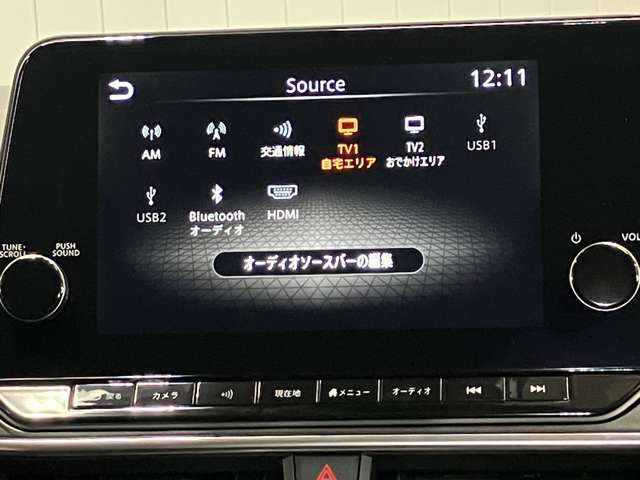 Source
12:11
AM
FM
交通情報
TV1
自宅エリア
TV2
おでかけエリア
USB1
USB2
Bluetooth
オーディオ
HDMI
オーディオソースバーの編集
TUNE・
SCROLL
PUSH
SOUND
VOL
戻る
カメラ
現在地
メニュー
オーディオ